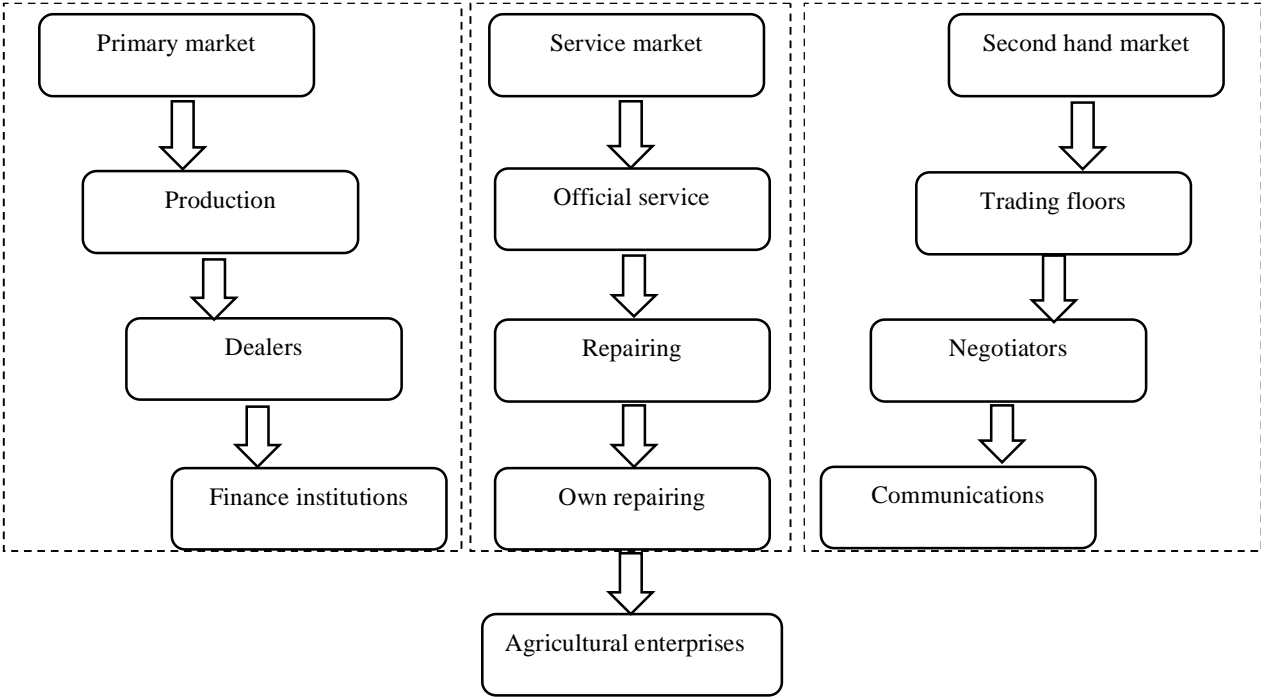 Primary market
Service market
Second hand market
Production
Official service
Trading floors
Dealers
Repairing
Negotiators
Finance institutions
Own repairing
Communications
Agricultural enterprises